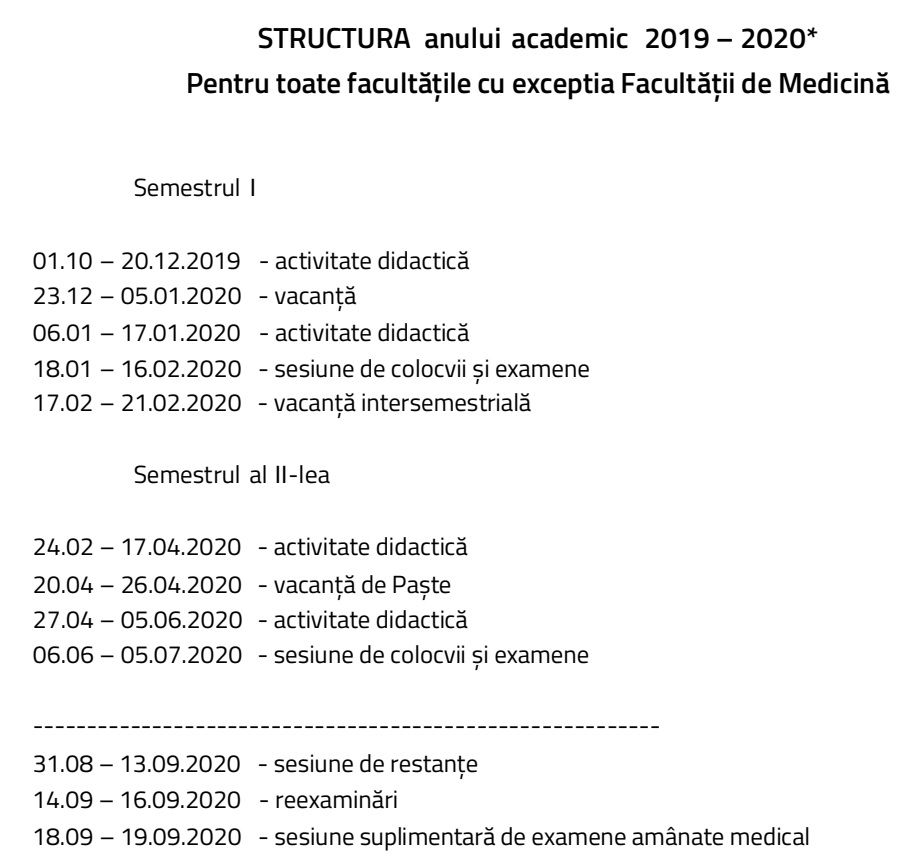 STRUCTURA anului academic 2019 – 2020*
Pentru toate facultățile cu exceptia Facultății de Medicină
Semestrul I
01.10 – 20.12.2019 - activitate didactică
23.12 – 05.01.2020 - vacanță
06.01 – 17.01.2020 - activitate didactică
18.01 – 16.02.2020 - sesiune de colocvii și examene
17.02 – 21.02.2020 - vacanță intersemestrială
Semestrul al II-lea
24.02 – 17.04.2020 - activitate didactică
20.04 – 26.04.2020 - vacanță de Paște
27.04 – 05.06.2020 - activitate didactică
06.06 – 05.07.2020 - sesiune de colocvii și examene
----------------------------------------------------------
31.08 – 13.09.2020 - sesiune de restanțe
14.09 – 16.09.2020 - reexaminări
18.09 – 19.09.2020 - sesiune suplimentară de examene amânate medical